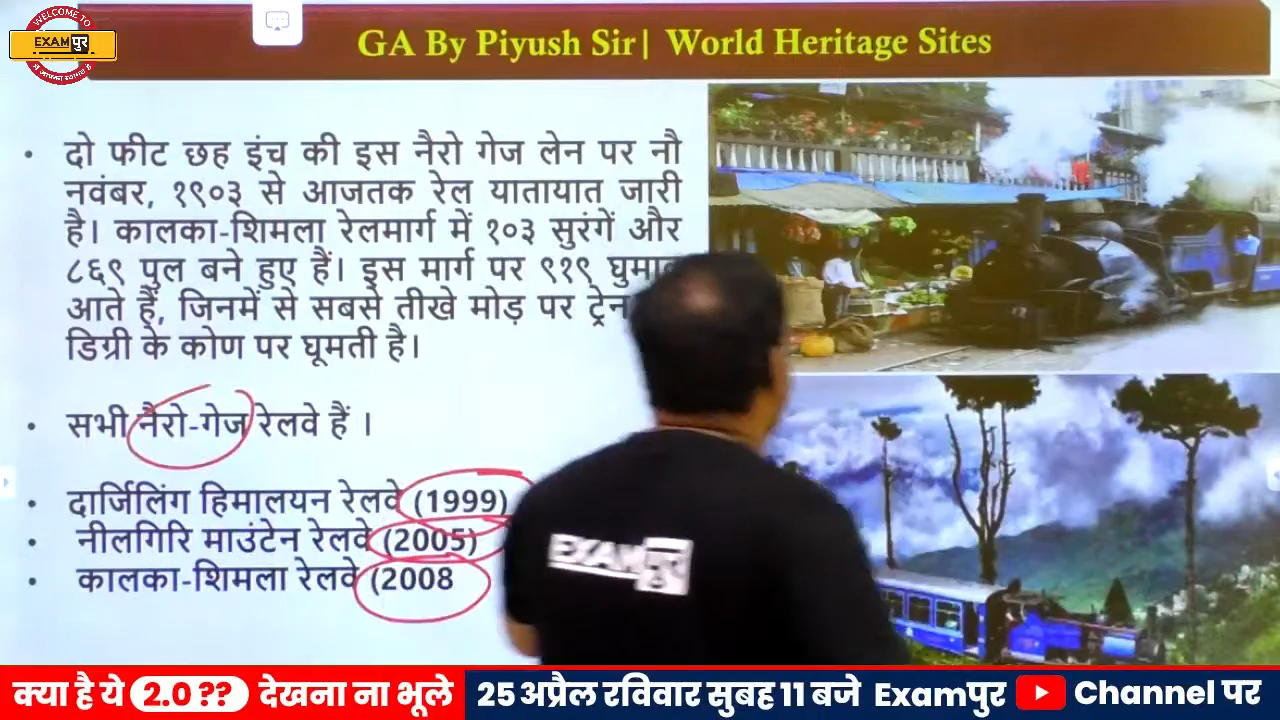 WELCOME TO
EXAMपुर
GA By Piyush Sir| World Heritage Sites
• दो फीट छह इंच की इस नैरो गेज लेन पर नौ
नवंबर, १९०३ से आजतक रेल यातायात जारी
है। कालका-शिमला रेलमार्ग में १०३ सुरंगें और
८६९ पुल बने हुए हैं। इस मार्ग पर ९१९
आते हैं, जिनमें से सबसे तीखे मोड़ पर ट्रेन
डिग्री के कोण पर घूमती है।
• सभी नैरो-गेज रेलवे हैं ।
• दार्जिलिंग हिमालयन रेलवे (1999)
• नीलगिरि माउंटेन रेलवे (2005)
• कालका-शिमला रेलवे (2008
EXAMपुर
क्या है ये 2.0 ?? देखना ना भूले 25 अप्रैल रविवार सुबह 11 बजे Examपुर Channel पर